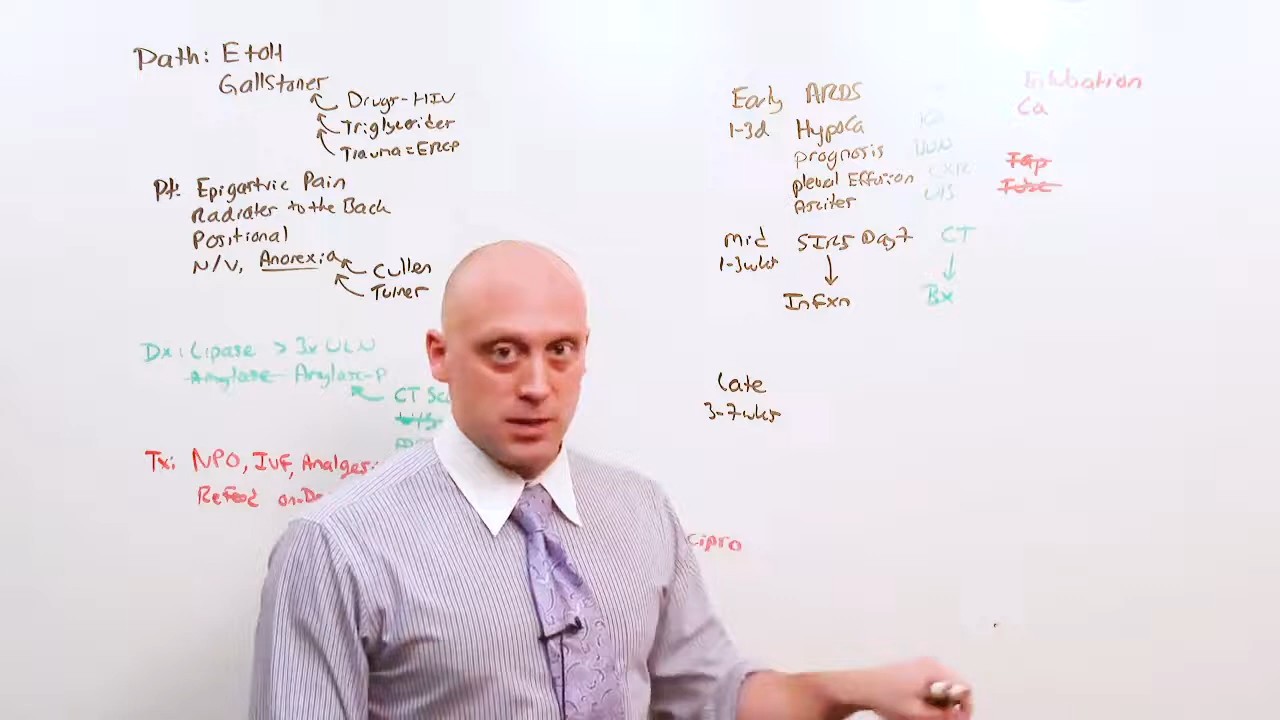 Path: EtoH
Gallstones
Drugs-HIV
Triglycerides
Trauma=ERCP
Pt: Epigastric Pain
Radiates to the Back
Positional
N/V, Anorexia
Cullen
Turner
Dx: Lipase > 3x ULN
Amylase Amylase-P
CT Sc
Tx: NPO, IVF, Analges
Refeed on-De
Early ARDS Intubation
1-3d HypoCa Ca
prognosis BUN Tap
pleual Effusion CXR Tube
Ascites U/S
Mid SIRS Day 7 CT
1-3wks
Infxn Bx
Late
3-7wks
Cipro